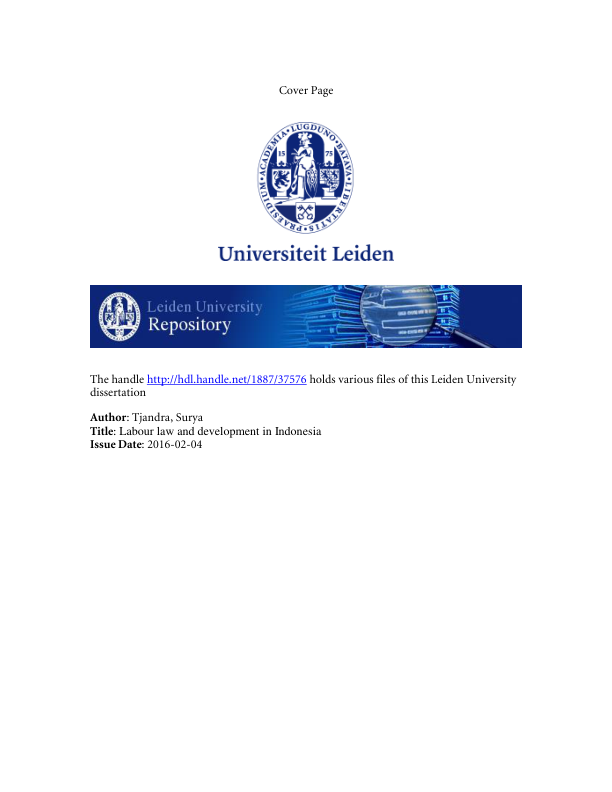 Cover Page
ACADEMIA·LUGDUNO·BATAVA·LIBERTATIS·PRAESIDIUM
15 75
Universiteit Leiden
Leiden University
Repository
The handle http://hdl.handle.net/1887/37576 holds various files of this Leiden University
dissertation
Author: Tjandra, Surya
Title: Labour law and development in Indonesia
Issue Date: 2016-02-04